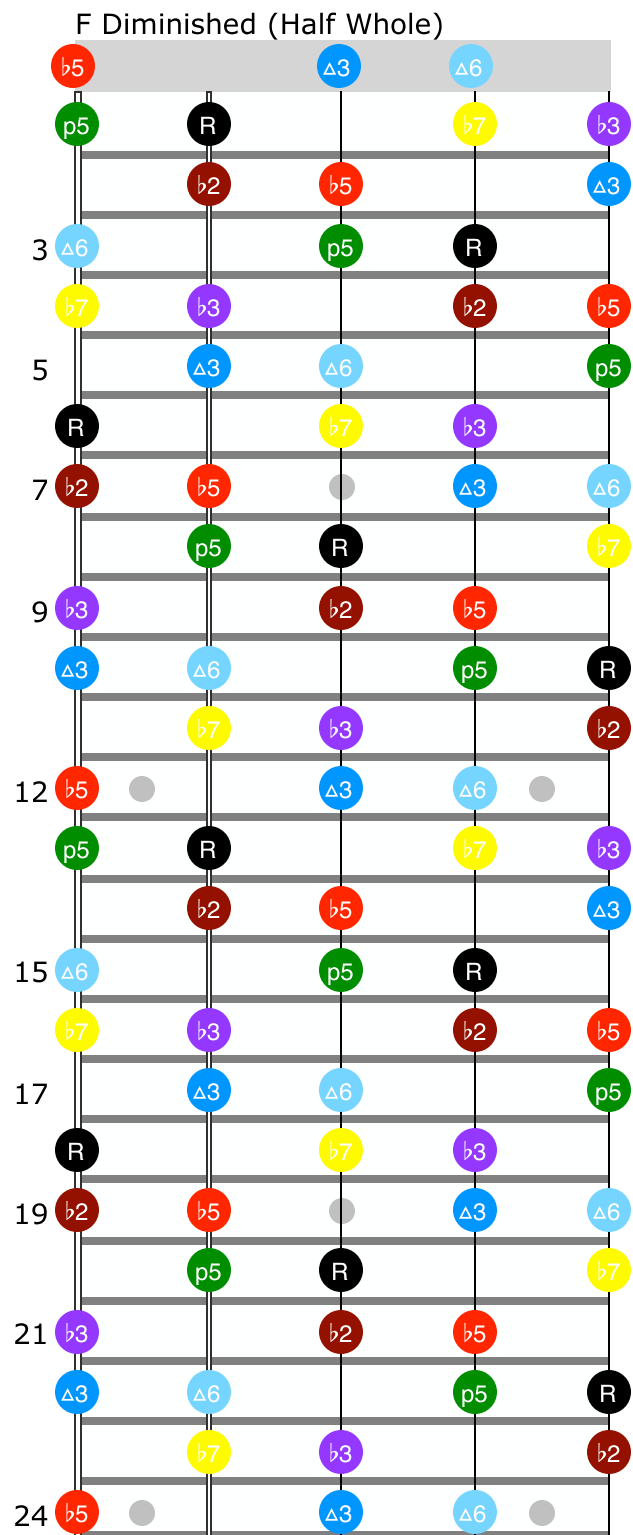 F Diminished (Half Whole)
♭5 △3 △6
p5 R ♭7 ♭3
♭2 ♭5 △3
3 △6 p5 R
♭7 ♭3 ♭2 ♭5
5 △3 △6 p5
R ♭7 ♭3
7 ♭2 ♭5 △3 △6
p5 R ♭7
9 ♭3 ♭2 ♭5
△3 △6 p5 R
♭7 ♭3 ♭2
12 ♭5 △3 △6
p5 R ♭7 ♭3
♭2 ♭5 △3
15 △6 p5 R
♭7 ♭3 ♭2 ♭5
17 △3 △6 p5
R ♭7 ♭3
19 ♭2 ♭5 △3 △6
p5 R ♭7
21 ♭3 ♭2 ♭5
△3 △6 p5 R
♭7 ♭3 ♭2
24 ♭5 △3 △6